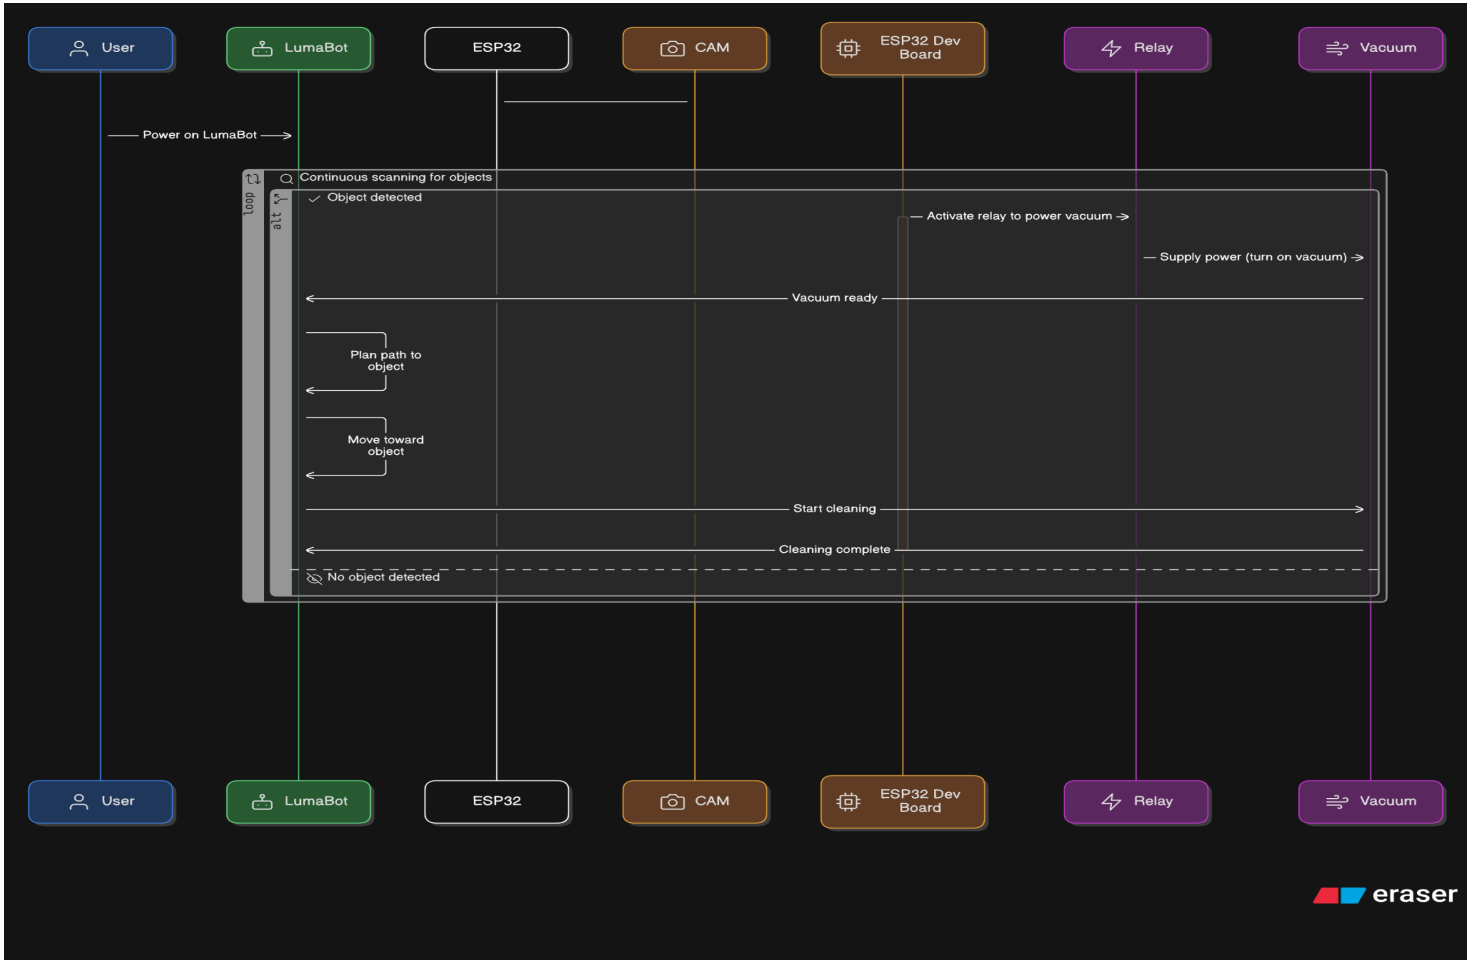 User
LumaBot
ESP32
CAM
ESP32 Dev
Board
Relay
Vacuum
Power on LumaBot
loop
Continuous scanning for objects
alt
Object detected
Activate relay to power vacuum
Supply power (turn on vacuum)
Vacuum ready
Plan path to
object
Move toward
object
Start cleaning
Cleaning complete
No object detected
User
LumaBot
ESP32
CAM
ESP32 Dev
Board
Relay
Vacuum
eraser